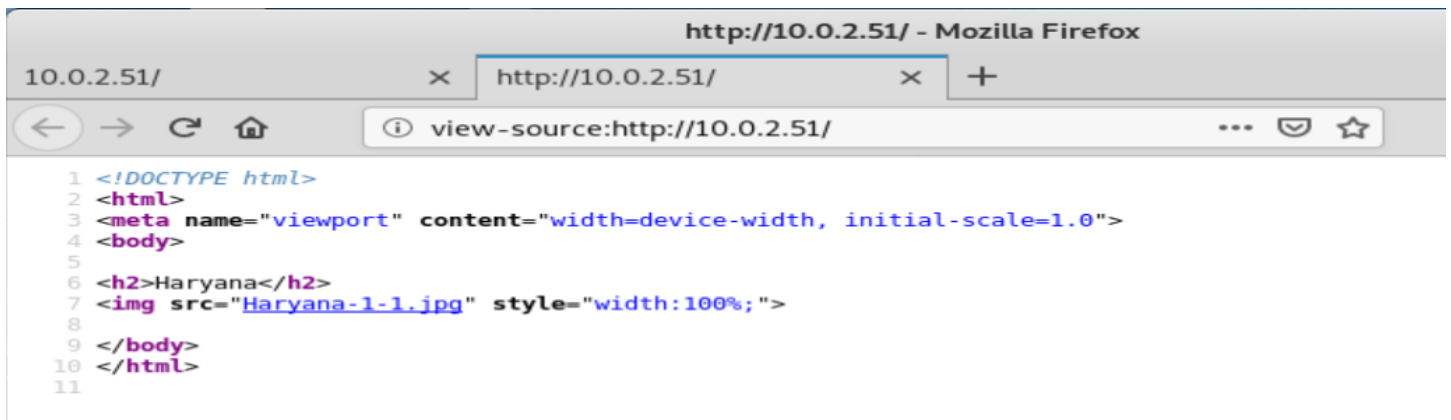 http://10.0.2.51/ - Mozilla Firefox
10.0.2.51/ × http://10.0.2.51/ × +
view-source:http://10.0.2.51/
1 <!DOCTYPE html>
2 <html>
3 <meta name="viewport" content="width=device-width, initial-scale=1.0">
4 <body>
5
6 <h2>Haryana</h2>
7 <img src="Haryana-1-1.jpg" style="width:100%;">
8
9 </body>
10 </html>
11